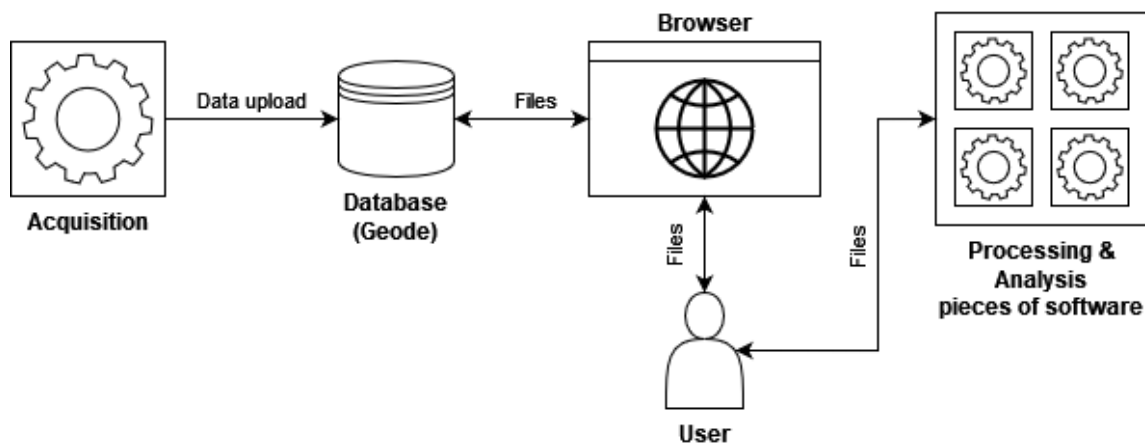 Browser
Data upload
Files
Acquisition
Database
(Geode)
Files
Files
Processing &
Analysis
pieces of software
User